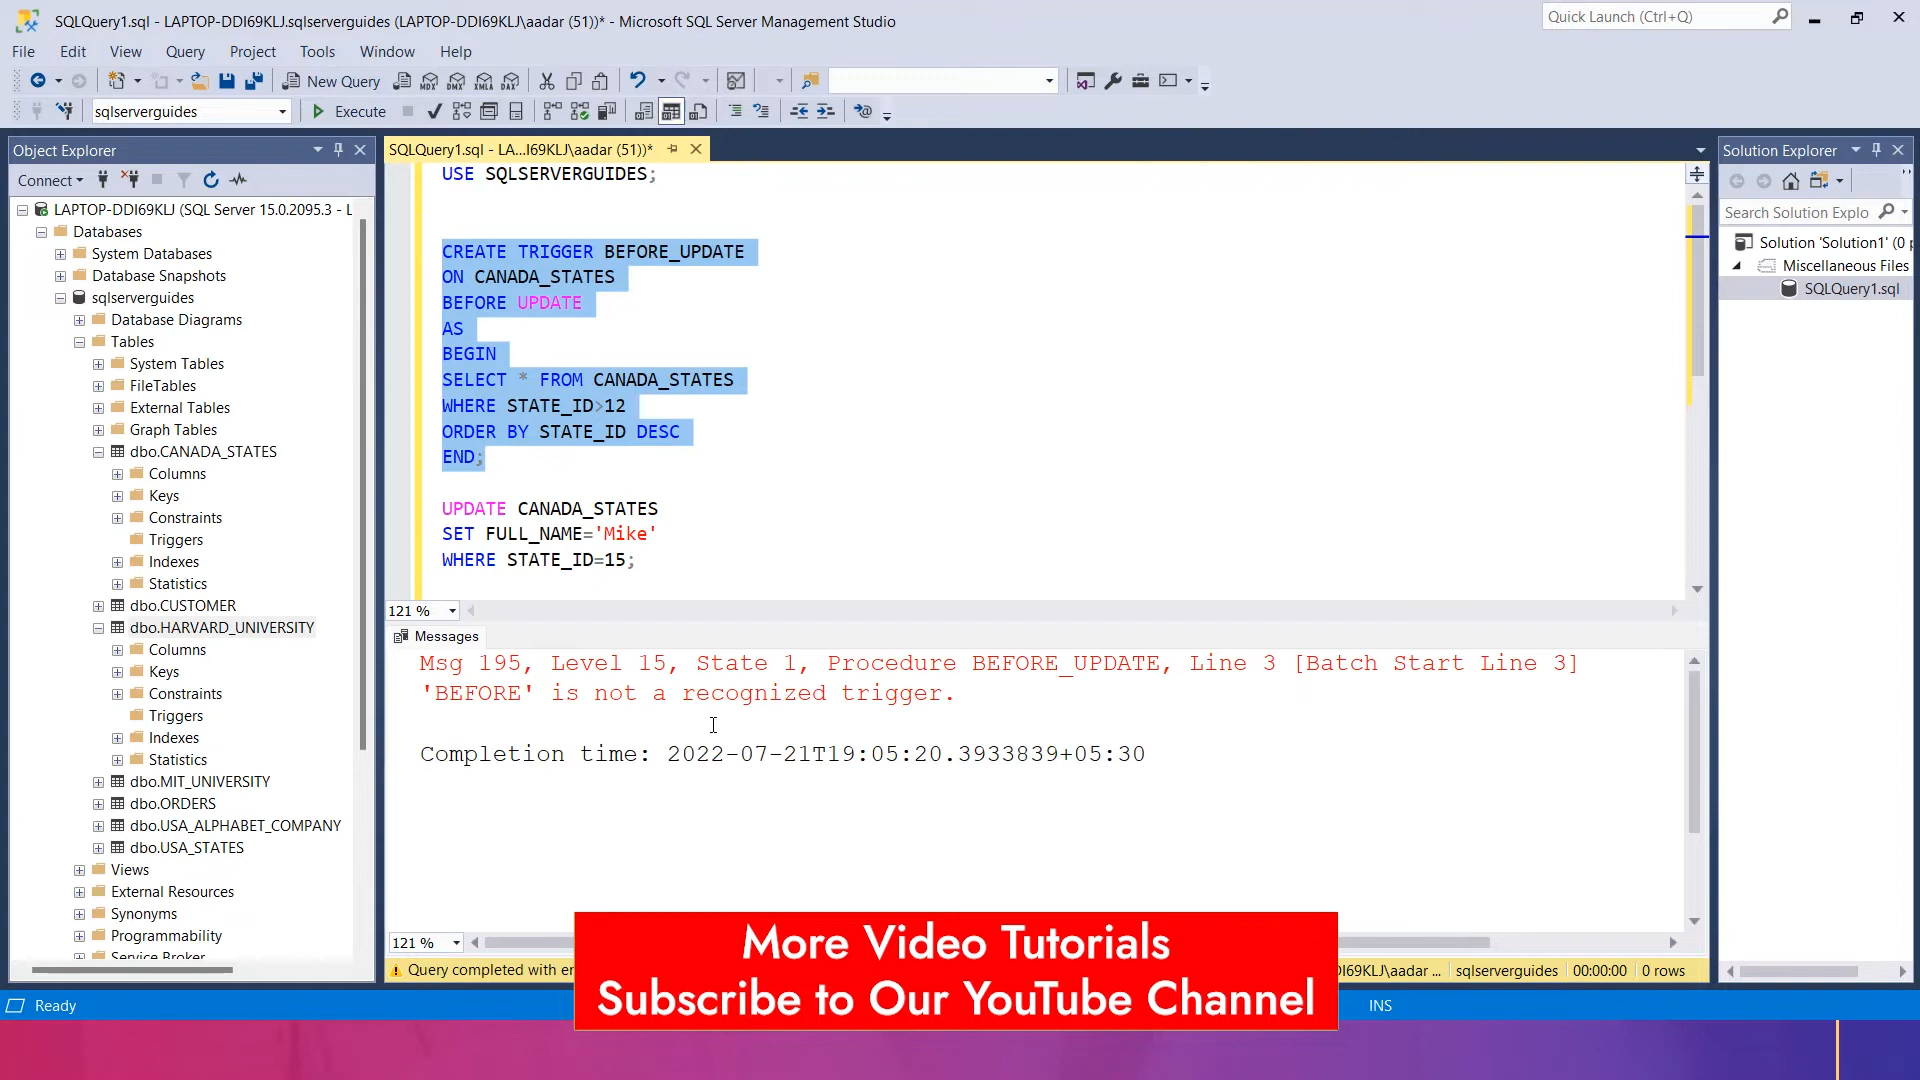 SQLQuery1.sql - LAPTOP-DDI69KLJ.sqlserverguides (LAPTOP-DDI69KLJ\aadar (51))* - Microsoft SQL Server Management Studio
Quick Launch (Ctrl+Q)
File Edit View Query Project Tools Window Help
New Query
MDX DMX XMLA DAX
sqlserverguides
Execute
Object Explorer
Connect
LAPTOP-DDI69KLJ (SQL Server 15.0.2095.3 - L
Databases
System Databases
Database Snapshots
sqlserverguides
Database Diagrams
Tables
System Tables
FileTables
External Tables
Graph Tables
dbo.CANADA_STATES
Columns
Keys
Constraints
Triggers
Indexes
Statistics
dbo.CUSTOMER
dbo.HARVARD_UNIVERSITY
Columns
Keys
Constraints
Triggers
Indexes
Statistics
dbo.MIT_UNIVERSITY
dbo.ORDERS
dbo.USA_ALPHABET_COMPANY
dbo.USA_STATES
Views
External Resources
Synonyms
Programmability
Service Broker
SQLQuery1.sql - LA...I69KLJ\aadar (51))*
USE SQLSERVERGUIDES;
CREATE TRIGGER BEFORE_UPDATE
ON CANADA_STATES
BEFORE UPDATE
AS
BEGIN
SELECT * FROM CANADA_STATES
WHERE STATE_ID>12
ORDER BY STATE_ID DESC
END;
UPDATE CANADA_STATES
SET FULL_NAME='Mike'
WHERE STATE_ID=15;
121 %
Messages
Msg 195, Level 15, State 1, Procedure BEFORE_UPDATE, Line 3 [Batch Start Line 3]
'BEFORE' is not a recognized trigger.
Completion time: 2022-07-21T19:05:20.3933839+05:30
121 %
Query completed with er
DI69KLJ\aadar ... sqlserverguides 00:00:00 0 rows
Solution Explorer
Search Solution Explo
Solution 'Solution1' (0 p
Miscellaneous Files
SQLQuery1.sql
More Video Tutorials
Subscribe to Our YouTube Channel
Ready
INS